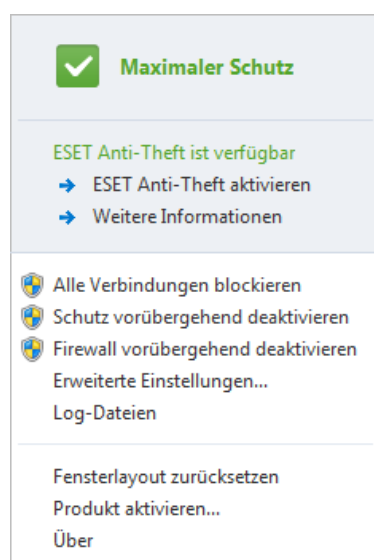 Maximaler Schutz
ESET Anti-Theft ist verfügbar
ESET Anti-Theft aktivieren
Weitere Informationen
Alle Verbindungen blockieren
Schutz vorübergehend deaktivieren
Firewall vorübergehend deaktivieren
Erweiterte Einstellungen...
Log-Dateien
Fensterlayout zurücksetzen
Produkt aktivieren...
Über